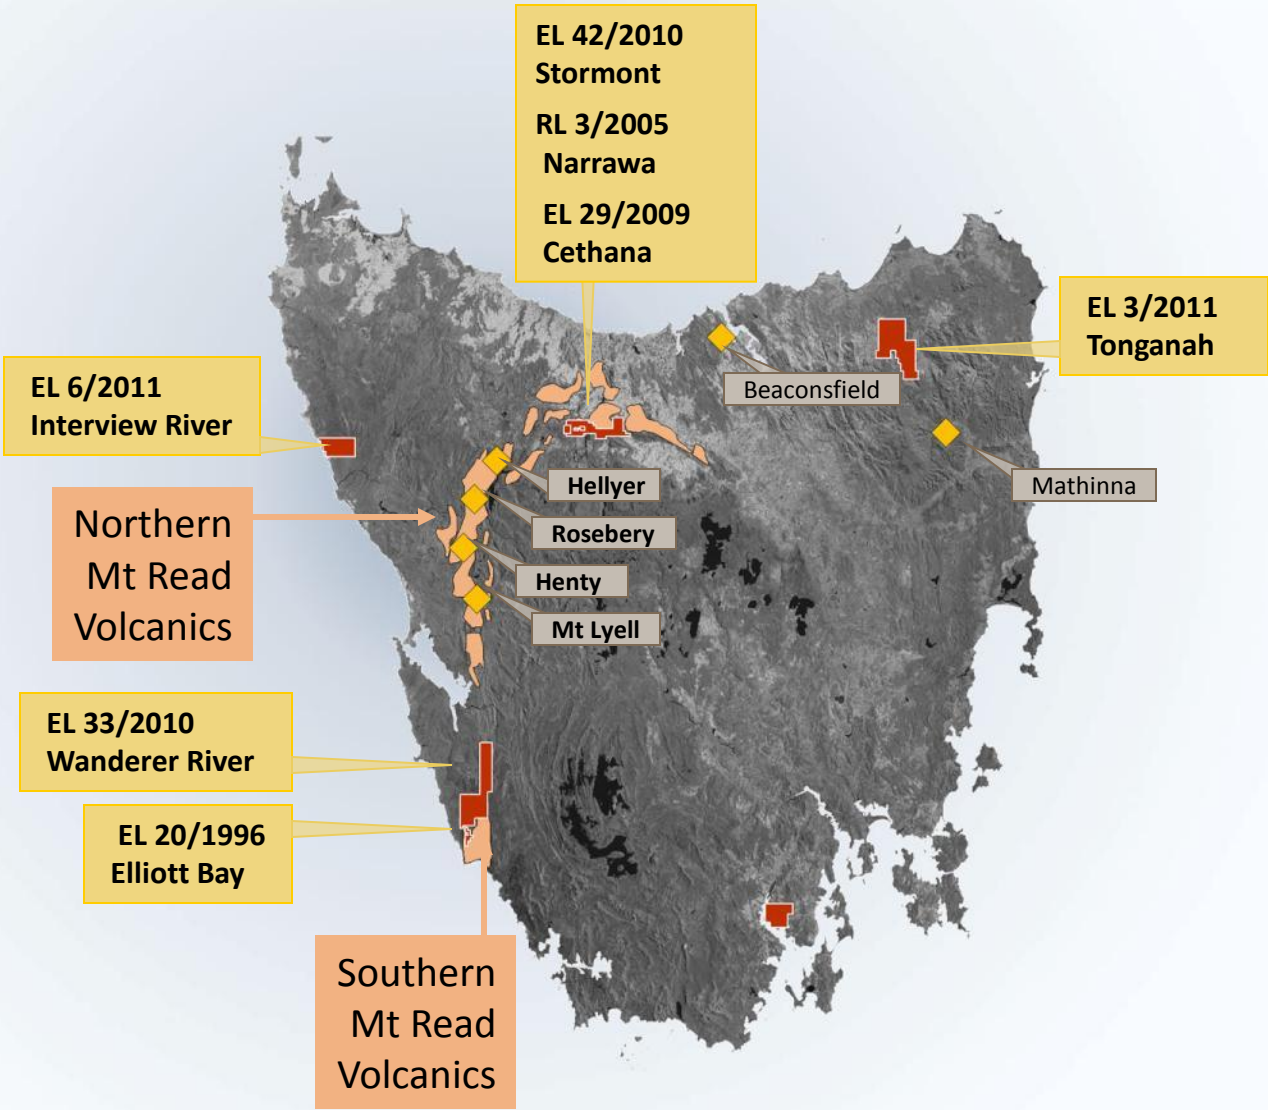 EL 42/2010
Stormont
RL 3/2005
Narrawa
EL 29/2009
Cethana
EL 3/2011
Tonganah
Beaconsfield
EL 6/2011
Interview River
Mathinna
Hellyer
Northern
Mt Read
Volcanics
Rosebery
Henty
Mt Lyell
EL 33/2010
Wanderer River
EL 20/1996
Elliott Bay
Southern
Mt Read
Volcanics